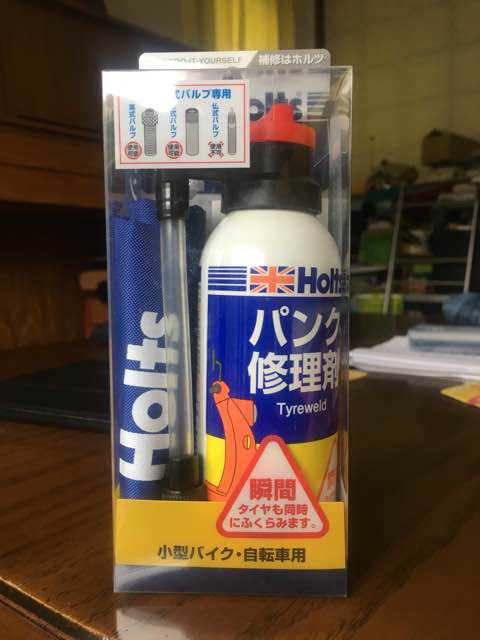 DO-IT-YOURSELF 補修はホルツ
Holts
式バルブ専用
英式バルブ
式バルブ
仏式バルブ
使用可能
使用可能
使用
Holts
パンク
修理剤
Tyreweld
Holts
瞬間
タイヤも同時
にふくらみます。
小型バイク・自転車用